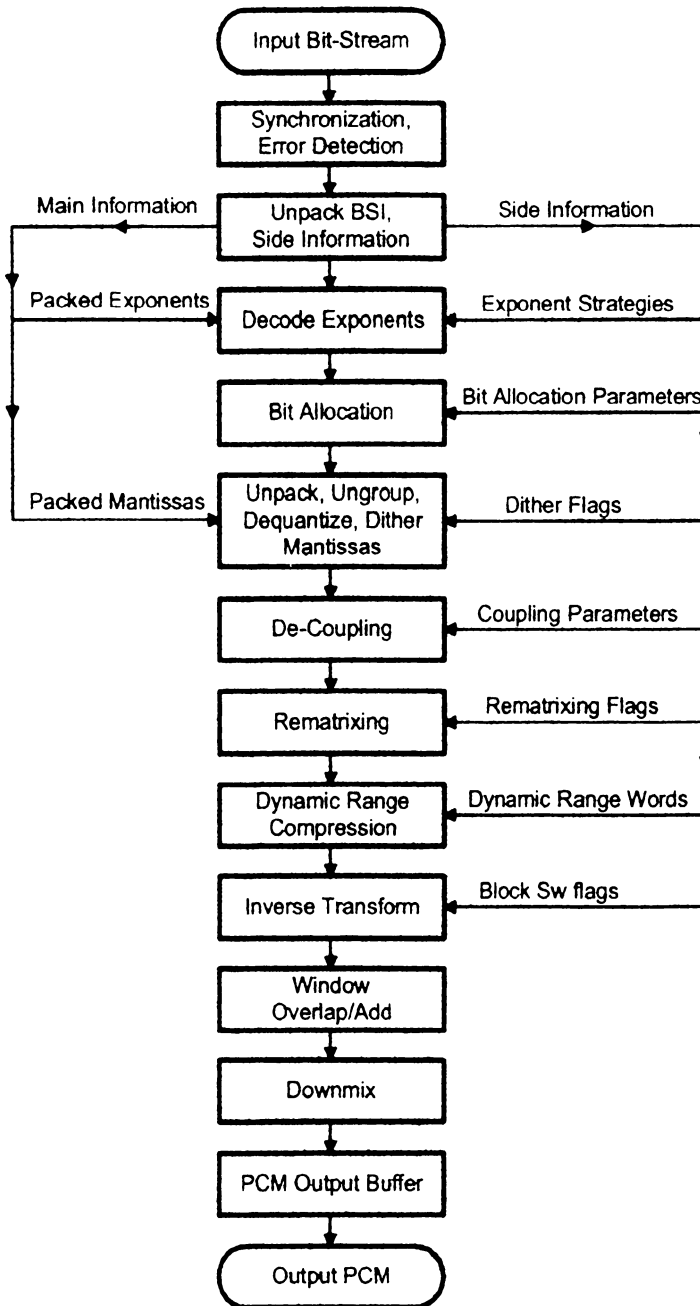 Input Bit-Stream
Synchronization,
Error Detection
Main Information
Unpack BSI,
Side Information
Side Information
Packed Exponents
Decode Exponents
Exponent Strategies
Bit Allocation
Bit Allocation Parameters
Packed Mantissas
Unpack, Ungroup,
Dequantize, Dither
Mantissas
Dither Flags
De-Coupling
Coupling Parameters
Rematrixing
Rematrixing Flags
Dynamic Range
Compression
Dynamic Range Words
Inverse Transform
Block Sw flags
Window
Overlap/Add
Downmix
PCM Output Buffer
Output PCM